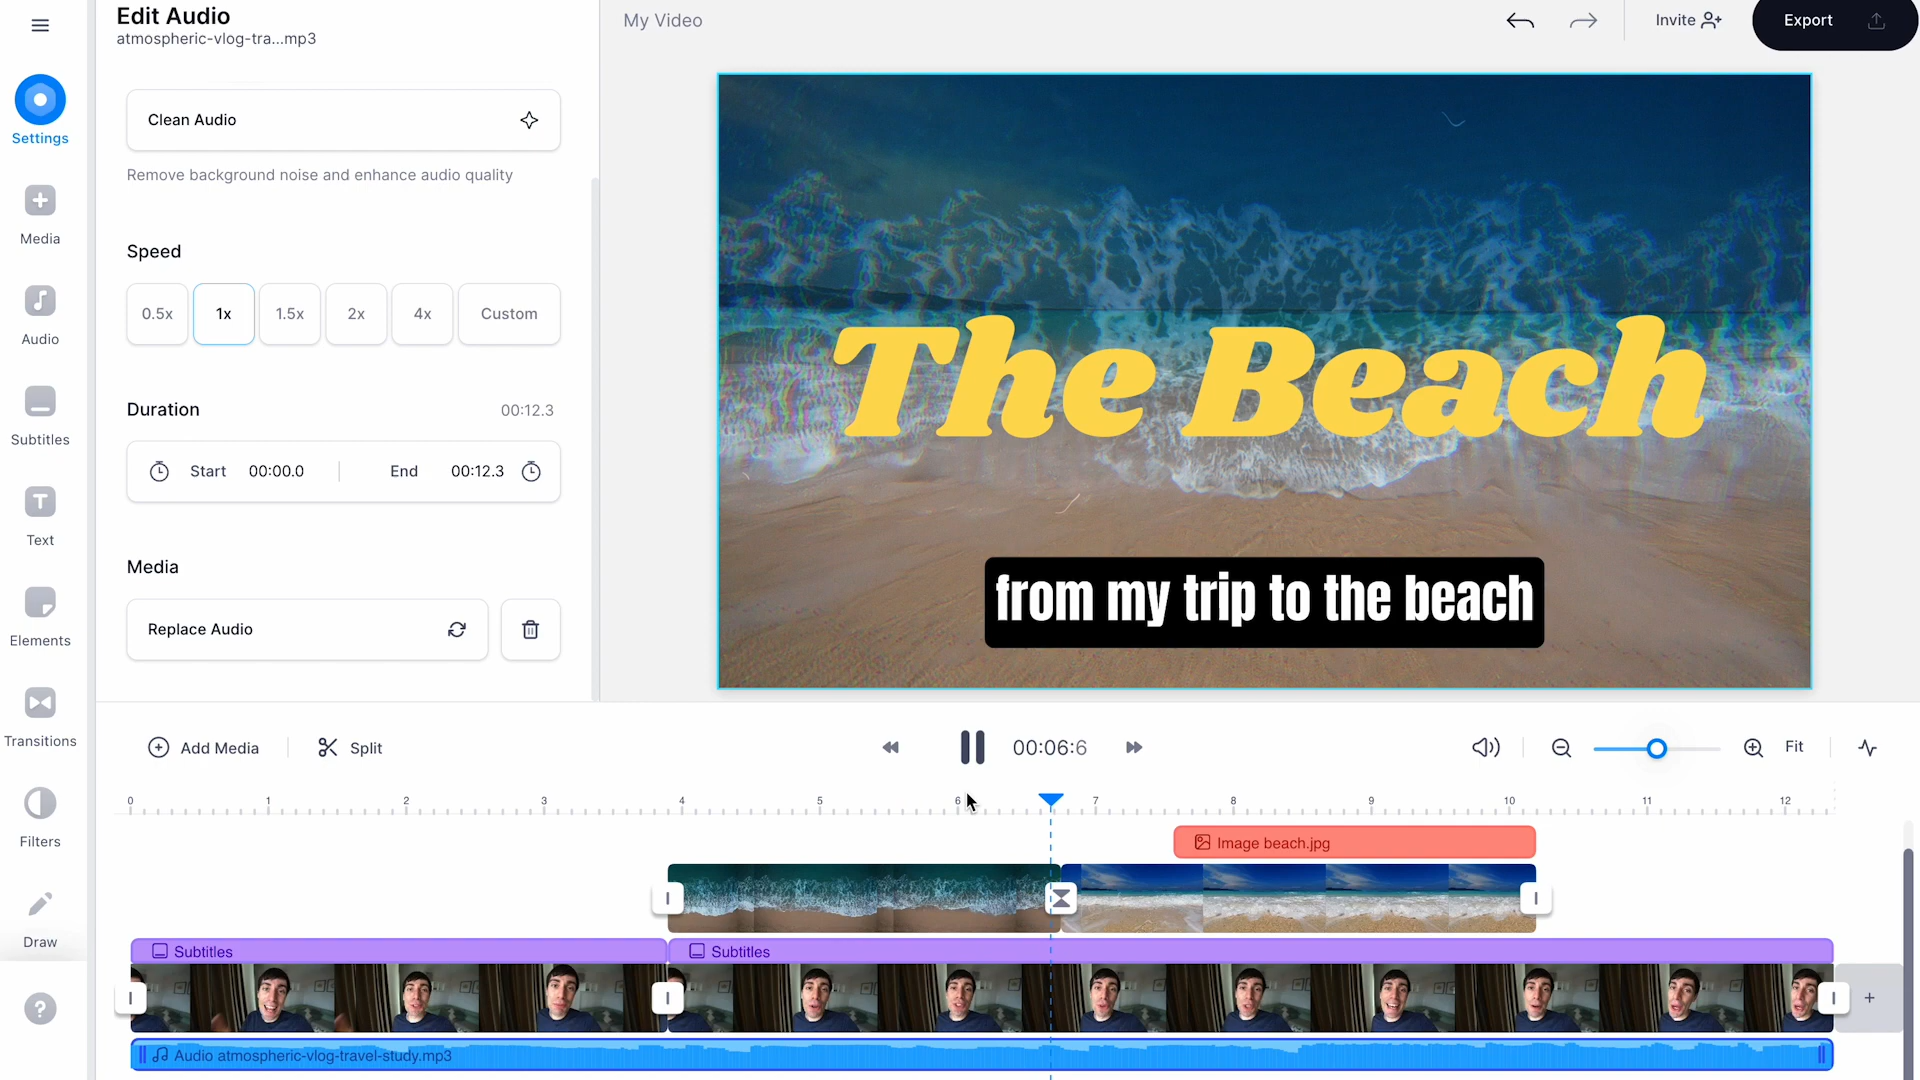 Edit Audio
atmospheric-vlog-tra...mp3
My Video
Invite
Export
Settings
Media
Audio
Subtitles
Text
Elements
Transitions
Filters
Draw
?
Clean Audio
Remove background noise and enhance audio quality
Speed
0.5x 1x 1.5x 2x 4x Custom
Duration 00:12.3
Start 00:00.0 End 00:12.3
Media
Replace Audio
The Beach
from my trip to the beach
Add Media Split
00:06:6
Fit
0 1 2 3 4 5 6 7 8 9 10 11 12
Image beach.jpg
Subtitles Subtitles
Audio atmospheric-vlog-travel-study.mp3